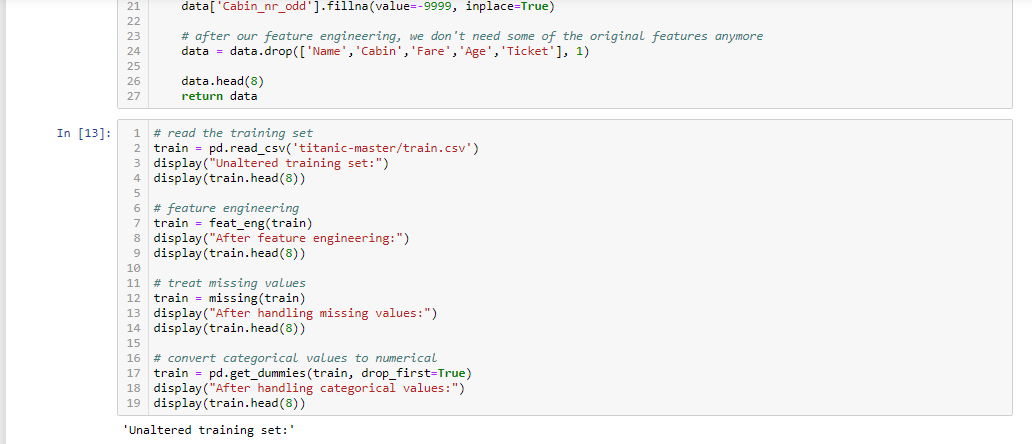 21 data['Cabin_nr_odd'].fillna(value=-9999, inplace=True)
22
23 # after our feature engineering, we don't need some of the original features anymore
24 data = data.drop(['Name','Cabin','Fare','Age','Ticket'], 1)
25
26 data.head(8)
27 return data
In [13]:
1 # read the training set
2 train = pd.read_csv('titanic-master/train.csv')
3 display("Unaltered training set:")
4 display(train.head(8))
5
6 # feature engineering
7 train = feat_eng(train)
8 display("After feature engineering:")
9 display(train.head(8))
10
11 # treat missing values
12 train = missing(train)
13 display("After handling missing values:")
14 display(train.head(8))
15
16 # convert categorical values to numerical
17 train = pd.get_dummies(train, drop_first=True)
18 display("After handling categorical values:")
19 display(train.head(8))
'Unaltered training set:'